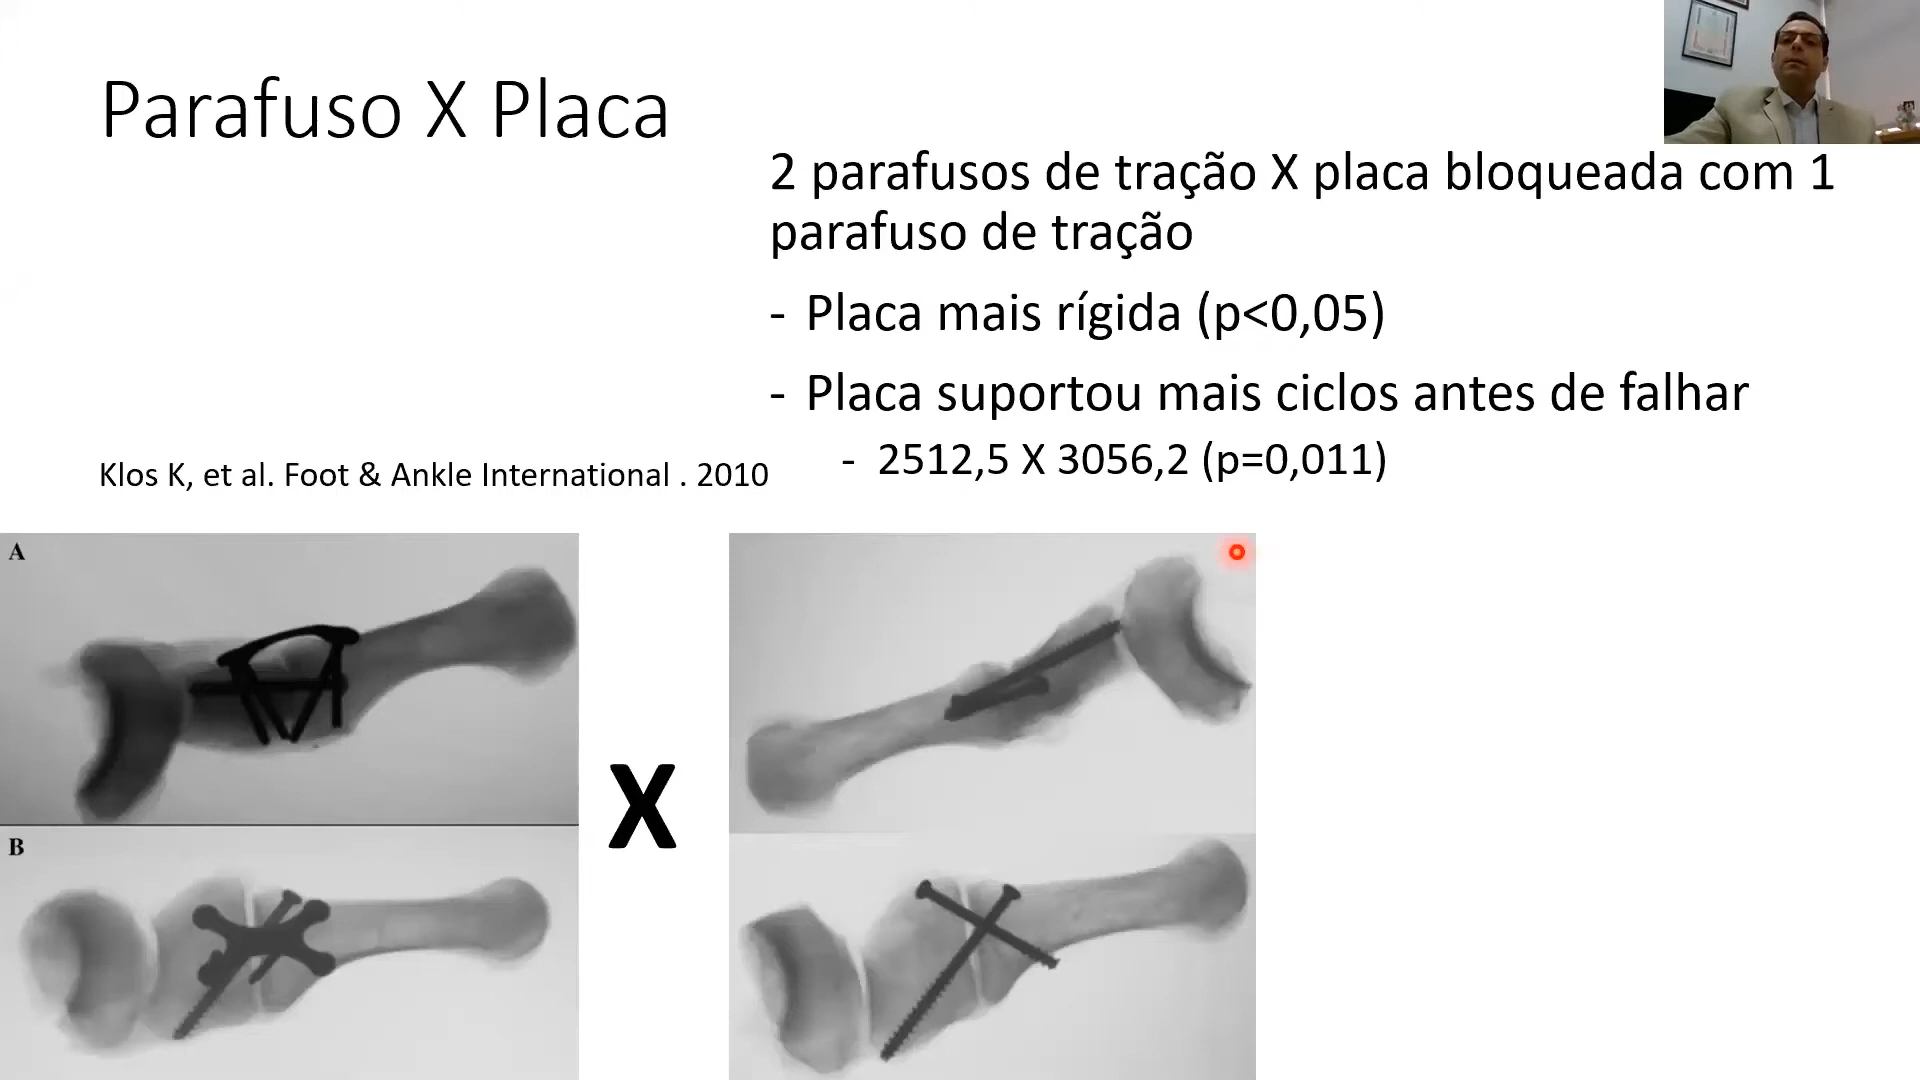 Parafuso X Placa
2 parafusos de tração X placa bloqueada com 1
parafuso de tração
- Placa mais rígida (p<0,05)
- Placa suportou mais ciclos antes de falhar
- 2512,5 X 3056,2 (p=0,011)
Klos K, et al. Foot & Ankle International . 2010
A
B
X